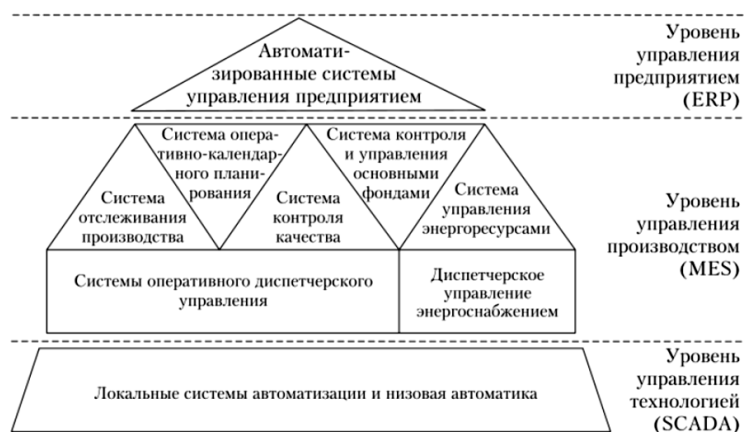 Автомати-
зированные системы
управления предприятием
Уровень
управления
предприятием
(ERP)
Система опера-
тивно-календар-
ного плани-
рования
Система контроля
и управления
основными
фондами
Система
отслеживания
производства
Система
контроля
качества
Система
управления
энергоресурсами
Уровень
управления
производством
(MES)
Системы оперативного диспетчерского
управления
Диспетчерское
управление
энергоснабжением
Локальные системы автоматизации и низовая автоматика
Уровень
управления
технологией
(SCADA)